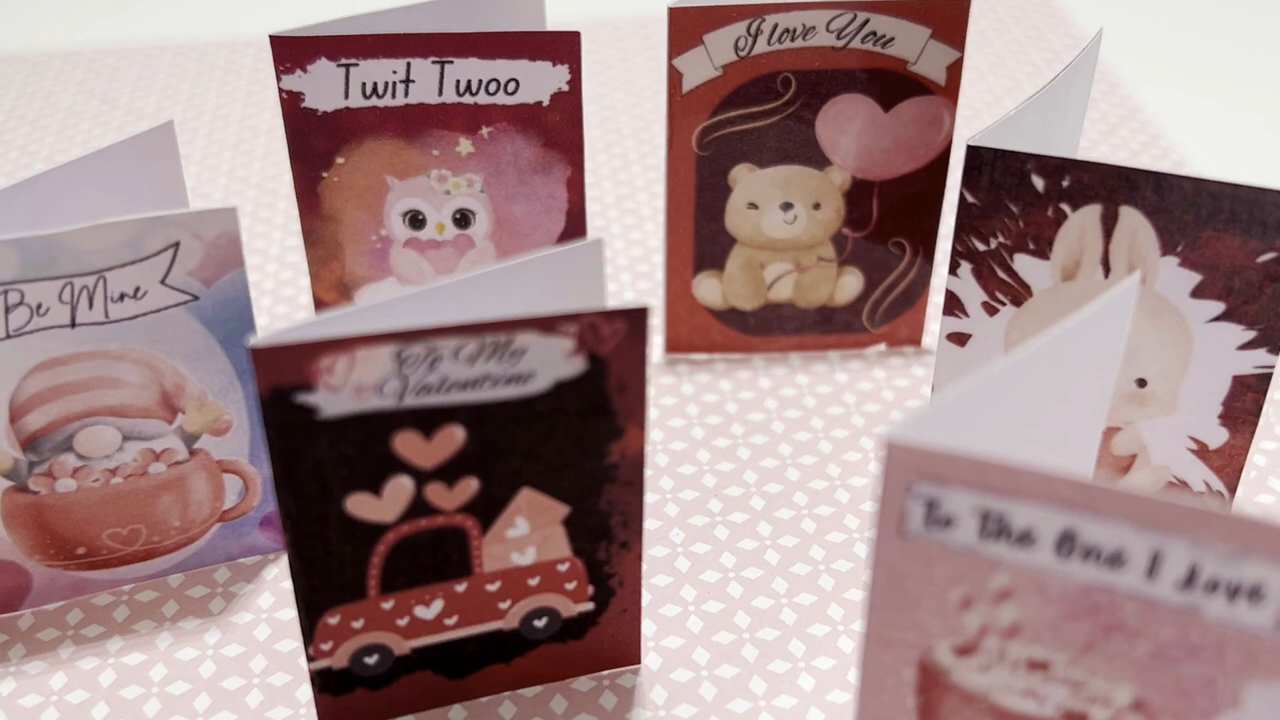 Twit Twoo
I love You
Be Mine
To My
Valentine
To The One I Love